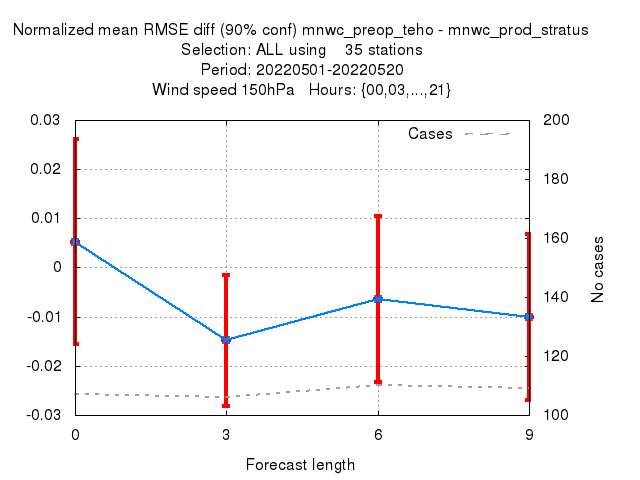 Normalized mean RMSE diff (90% conf) mnwc_preop_teho - mnwc_prod_stratus
Selection: ALL using    35 stations
Period: 20220501-20220520
Wind speed 150hPa   Hours: {00,03,...,21}
0.03
0.02
0.01
0
-0.01
-0.02
-0.03
Cases
200
180
160
140
120
100
No cases
0
3
6
9
Forecast length